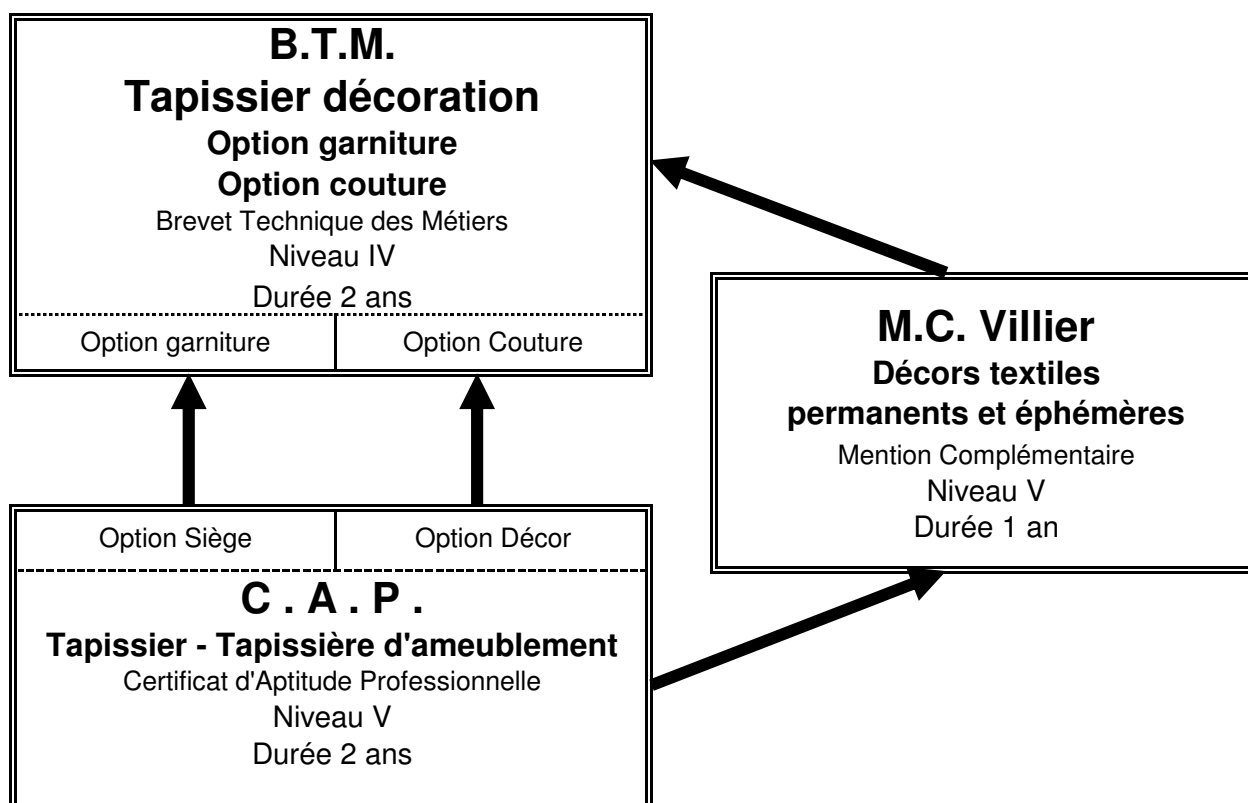 B.T.M.
Tapissier décoration
Option garniture
Option couture
Brevet Technique des Métiers
Niveau IV
Durée 2 ans
Option garniture
Option Couture
M.C. Villier
Décors textiles
permanents et éphémères
Mention Complémentaire
Niveau V
Durée 1 an
Option Siège
Option Décor
C . A . P .
Tapissier - Tapissière d'ameublement
Certificat d'Aptitude Professionnelle
Niveau V
Durée 2 ans